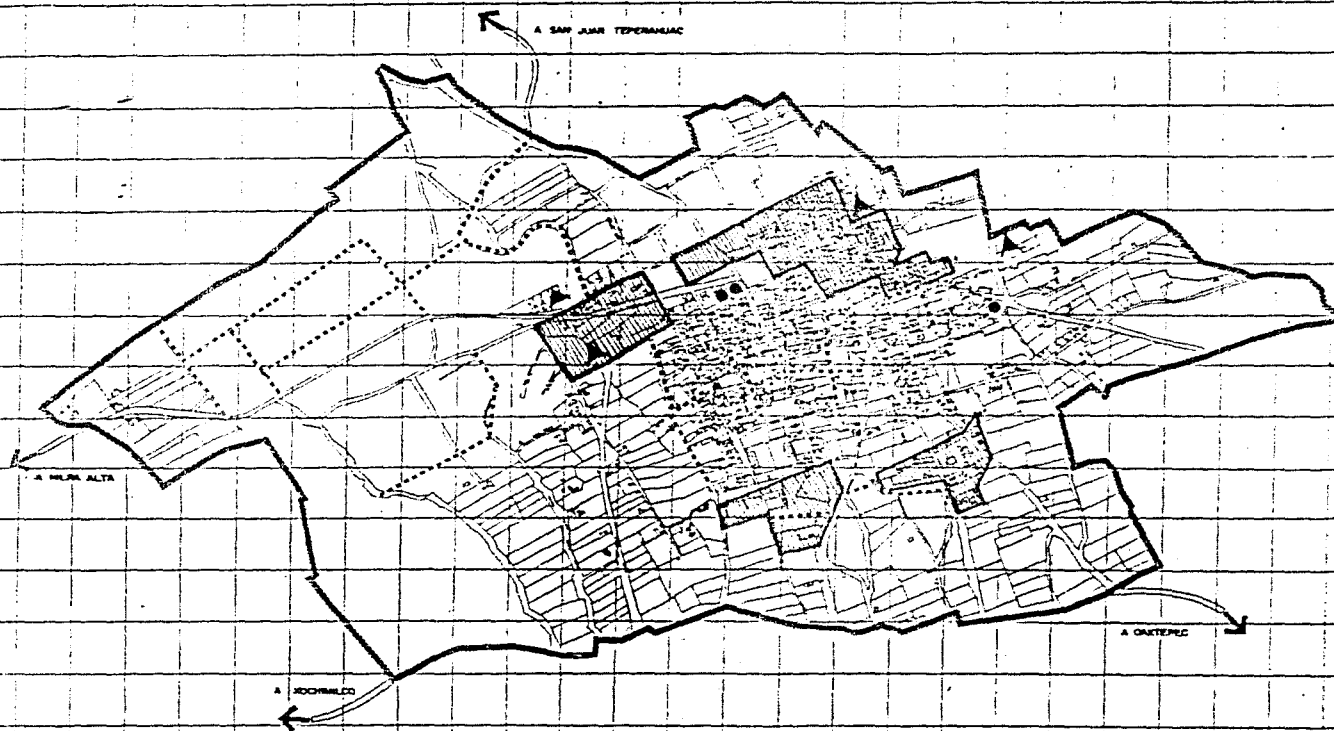 A SAN JUAN TEPENAHUAC
A MILPA ALTA
A OAXTEPEC
A XOCHIMILCO